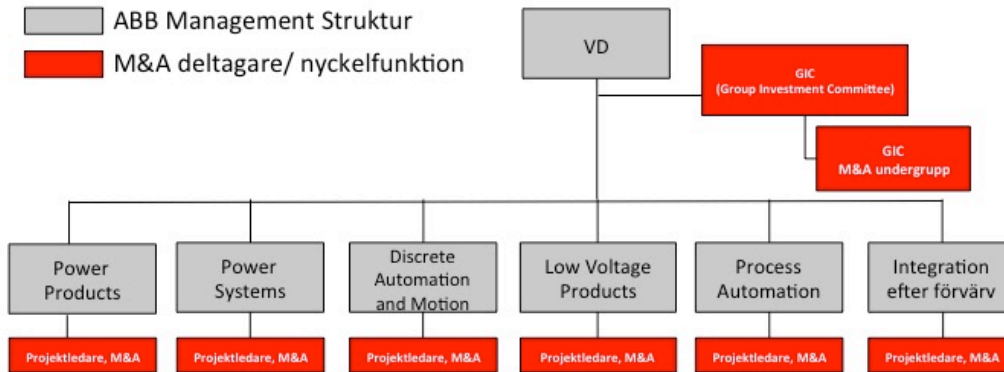 ABB Management Struktur
M&A deltagare/ nyckelfunktion
VD
GIC
(Group Investment Committee)
GIC
M&A undergrupp
Power
Products
Power
Systems
Discrete
Automation
and Motion
Low Voltage
Products
Process
Automation
Integration
efter förvärv
Projektledare, M&A
Projektledare, M&A
Projektledare, M&A
Projektledare, M&A
Projektledare, M&A
Projektledare, M&A